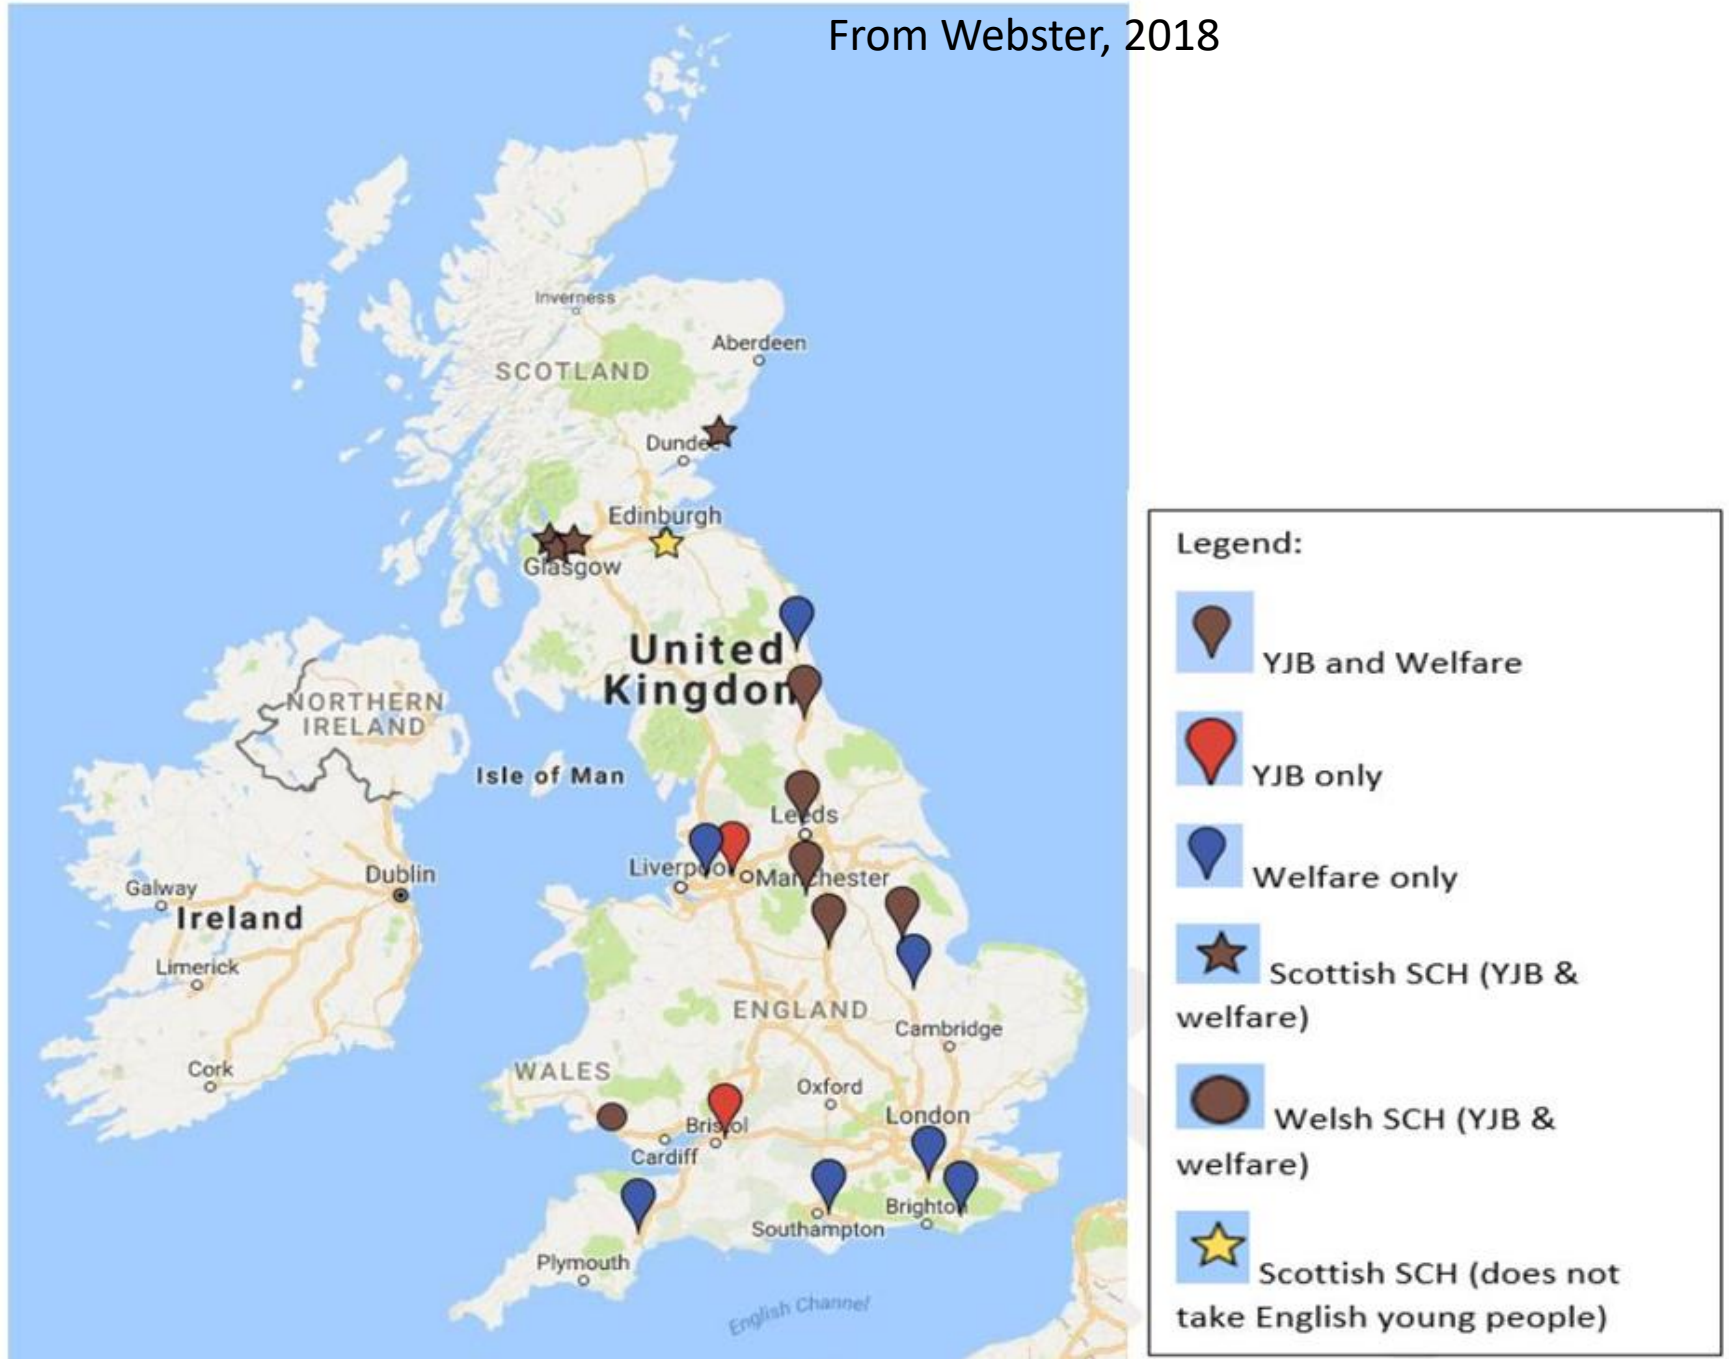 From Webster, 2018
Inverness
Aberdeen
SCOTLAND
Dundee
Edinburgh
Glasgow
United
Kingdom
NORTHERN
IRELAND
Isle of Man
Leeds
Liverpool
Manchester
Dublin
Galway
Ireland
Limerick
ENGLAND
Cambridge
Cork
WALES
Oxford
London
Bristol
Cardiff
Brighton
Southampton
Plymouth
English Channel
Legend:
YJB and Welfare
YJB only
Welfare only
Scottish SCH (YJB &
welfare)
Welsh SCH (YJB &
welfare)
Scottish SCH (does not
take English young people)